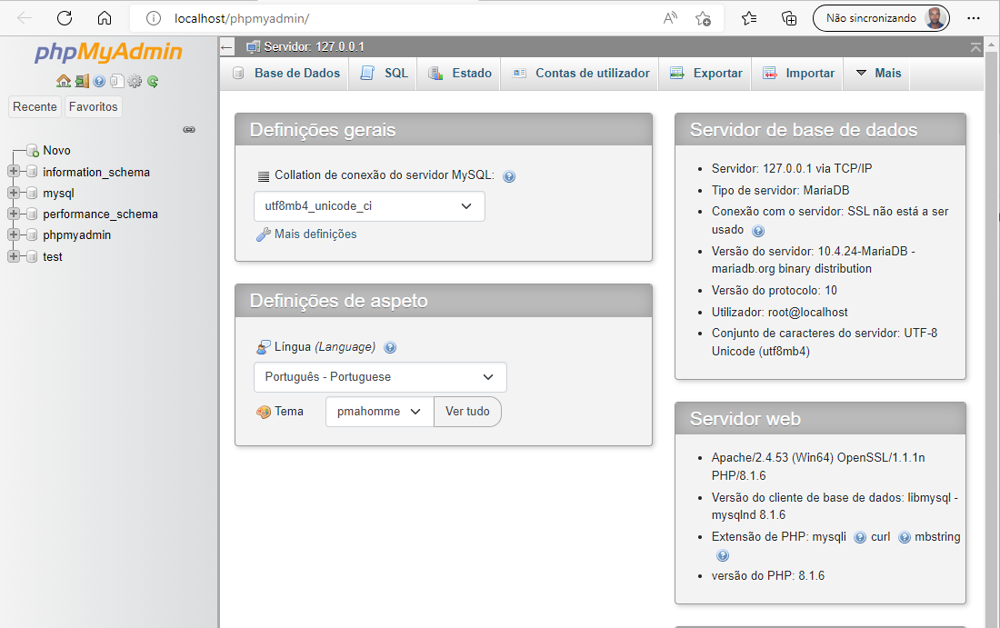 localhost/phpmyadmin/
Não sincronizando
phpMyAdmin
Recente
Favoritos
Novo
information_schema
mysql
performance_schema
phpmyadmin
test
Servidor: 127.0.0.1
Base de Dados
SQL
Estado
Contas de utilizador
Exportar
Importar
Mais
Definições gerais
Collation de conexão do servidor MySQL:
utf8mb4_unicode_ci
Mais definições
Definições de aspeto
Língua (Language)
Português - Portuguese
Tema
pmahomme
Ver tudo
Servidor de base de dados
Servidor: 127.0.0.1 via TCP/IP
Tipo de servidor: MariaDB
Conexão com o servidor: SSL não está a ser
usado
Versão do servidor: 10.4.24-MariaDB -
mariadb.org binary distribution
Versão do protocolo: 10
Utilizador: root@localhost
Conjunto de caracteres do servidor: UTF-8
Unicode (utf8mb4)
Servidor web
Apache/2.4.53 (Win64) OpenSSL/1.1.1n
PHP/8.1.6
Versão do cliente de base de dados: libmysql -
mysqlnd 8.1.6
Extensão de PHP: mysqli curl mbstring
versão do PHP: 8.1.6